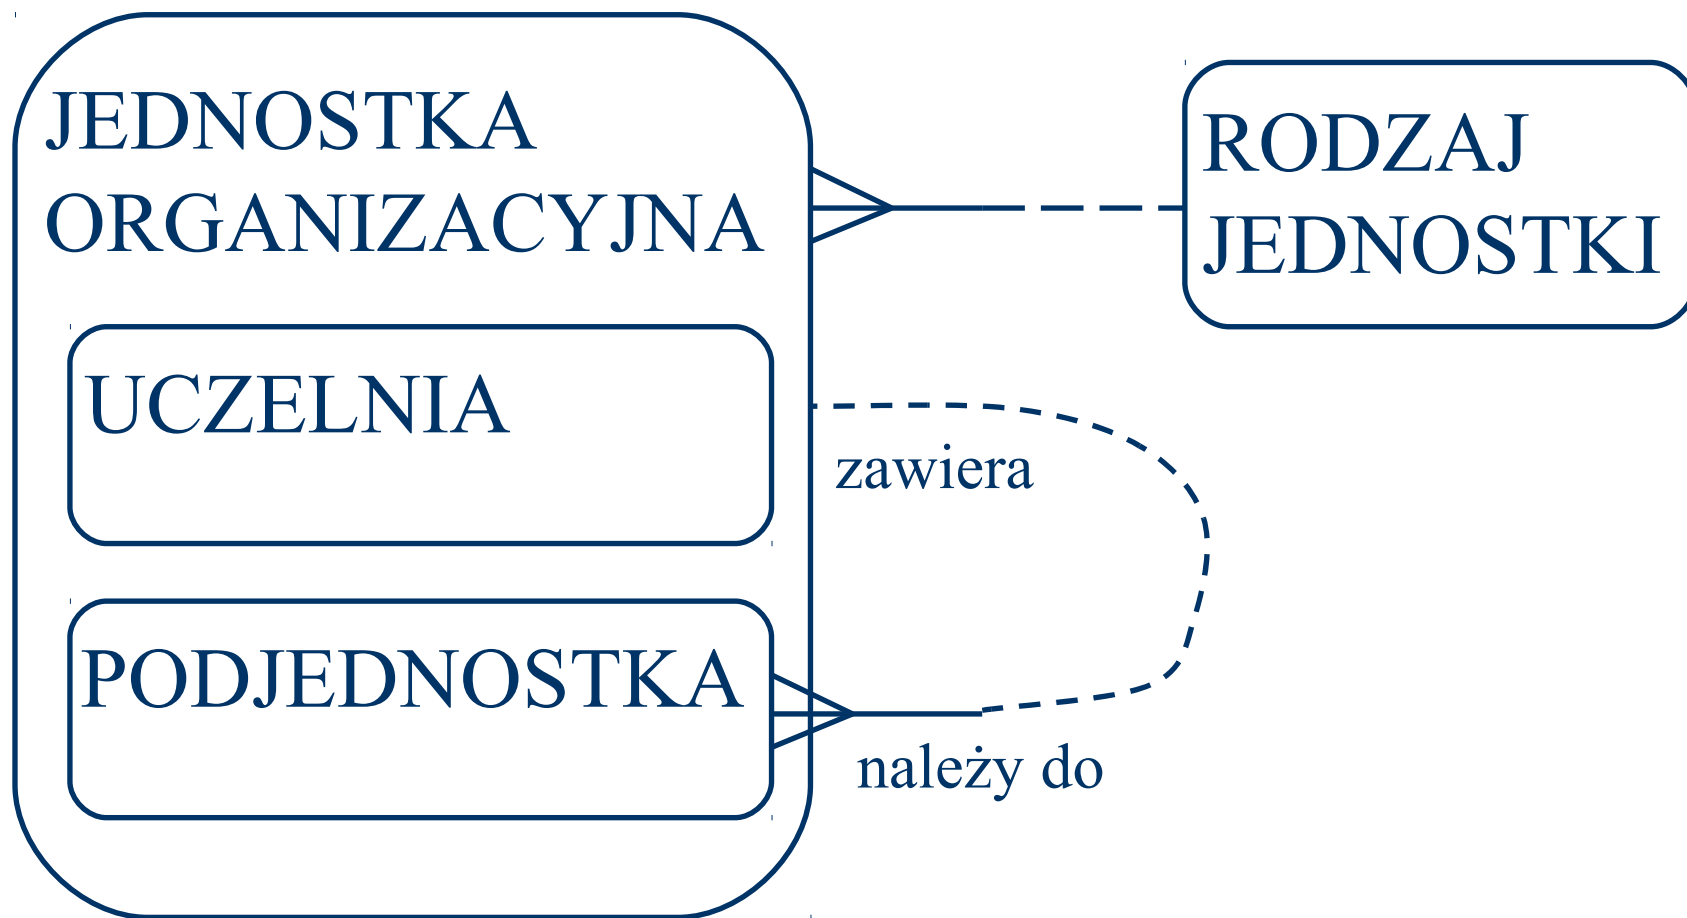 JEDNOSTKA
ORGANIZACYJNA
RODZAJ
JEDNOSTKI
UCZELNIA
zawiera
PODJEDNOSTKA
należy do